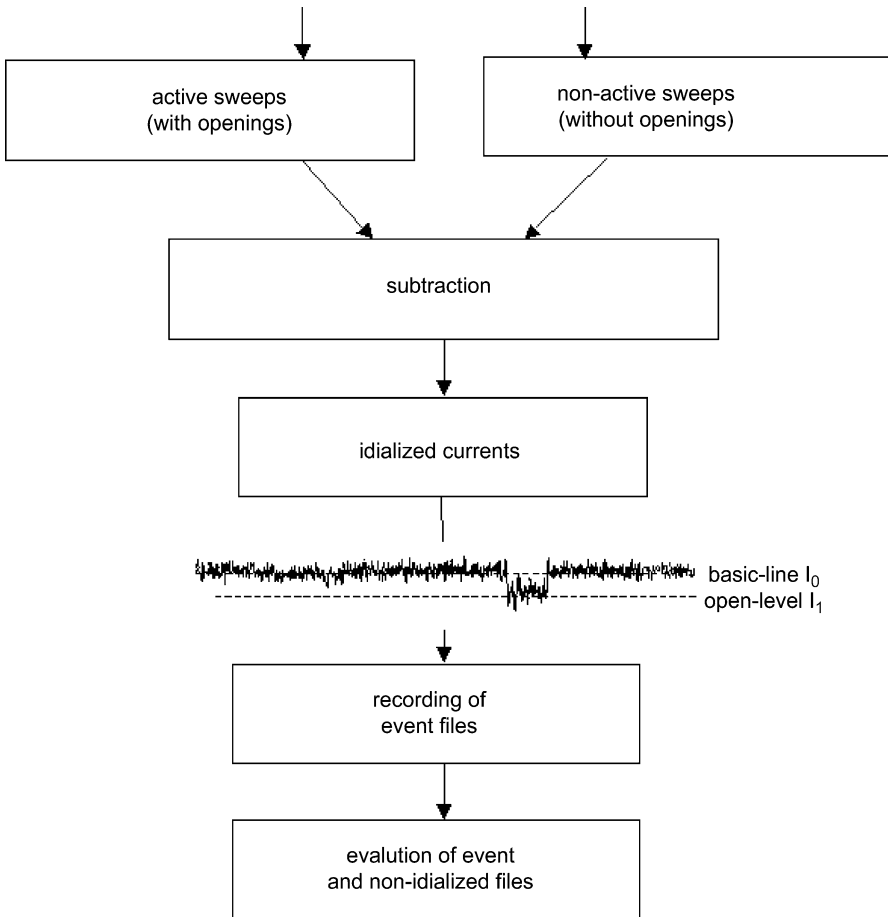 active sweeps
(with openings)
non-active sweeps
(without openings)
subtraction
idialized currents
basic-line I₀
open-level I₁
recording of
event files
evalution of event
and non-idialized files